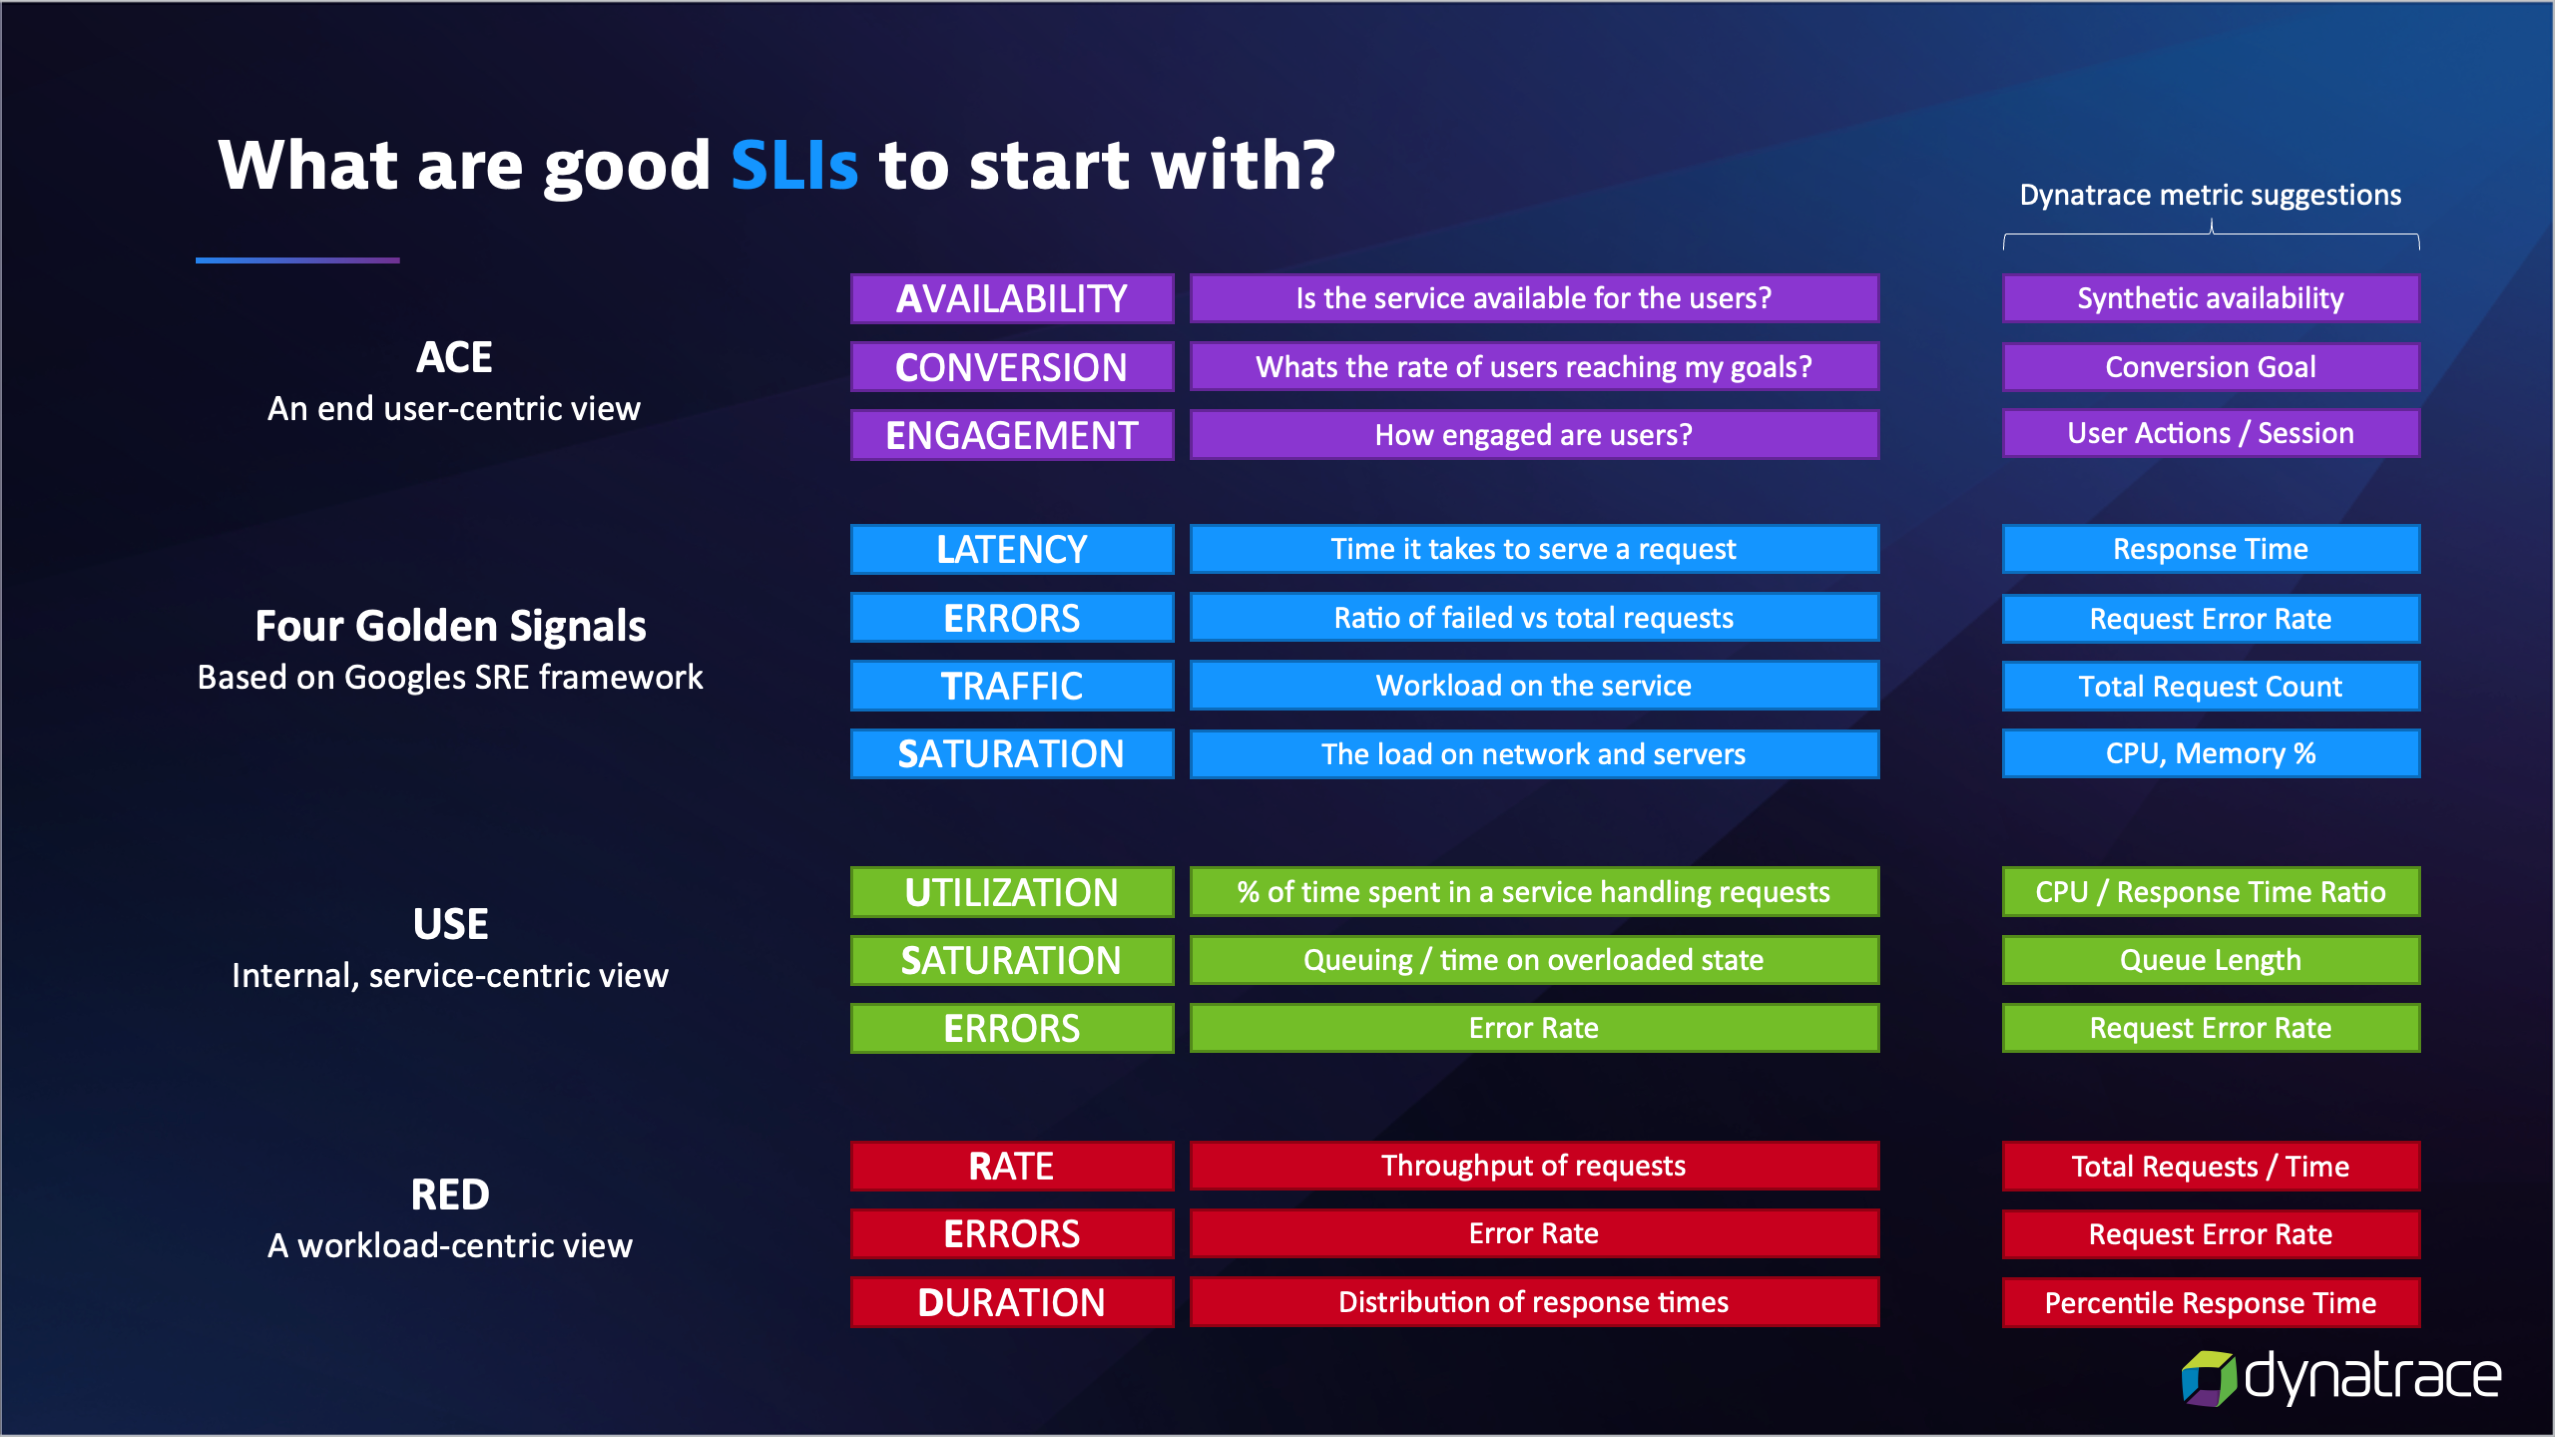 What are good SLIs to start with?
Dynatrace metric suggestions
ACE
An end user-centric view
AVAILABILITY
Is the service available for the users?
Synthetic availability
CONVERSION
Whats the rate of users reaching my goals?
Conversion Goal
ENGAGEMENT
How engaged are users?
User Actions / Session
Four Golden Signals
Based on Googles SRE framework
LATENCY
Time it takes to serve a request
Response Time
ERRORS
Ratio of failed vs total requests
Request Error Rate
TRAFFIC
Workload on the service
Total Request Count
SATURATION
The load on network and servers
CPU, Memory %
USE
Internal, service-centric view
UTILIZATION
% of time spent in a service handling requests
CPU / Response Time Ratio
SATURATION
Queuing / time on overloaded state
Queue Length
ERRORS
Error Rate
Request Error Rate
RED
A workload-centric view
RATE
Throughput of requests
Total Requests / Time
ERRORS
Error Rate
Request Error Rate
DURATION
Distribution of response times
Percentile Response Time
dynatrace